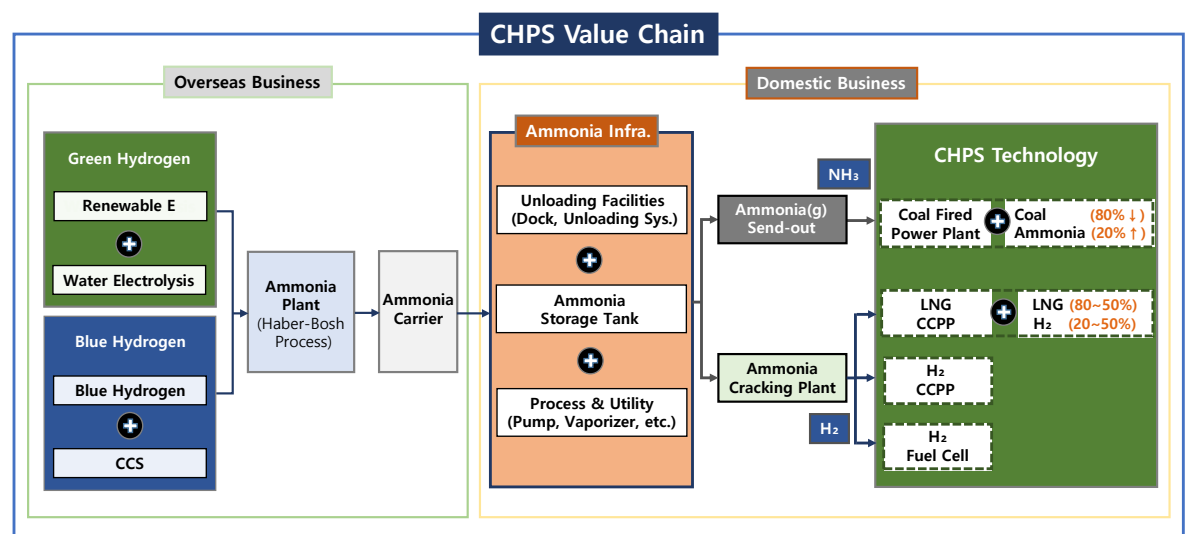 CHPS Value Chain
Overseas Business
Green Hydrogen
Renewable E
Water Electrolysis
Blue Hydrogen
Blue Hydrogen
CCS
Ammonia
Plant
(Haber-Bosh
Process)
Ammonia
Carrier
Domestic Business
Ammonia Infra.
Unloading Facilities
(Dock, Unloading Sys.)
Ammonia
Storage Tank
Process & Utility
(Pump, Vaporizer, etc.)
NH₃
Ammonia(g)
Send-out
Ammonia
Cracking Plant
H₂
CHPS Technology
Coal Fired
Power Plant
Coal (80% ↓)
Ammonia (20% ↑)
LNG
CCPP
LNG (80~50%)
H₂ (20~50%)
H₂
CCPP
H₂
Fuel Cell